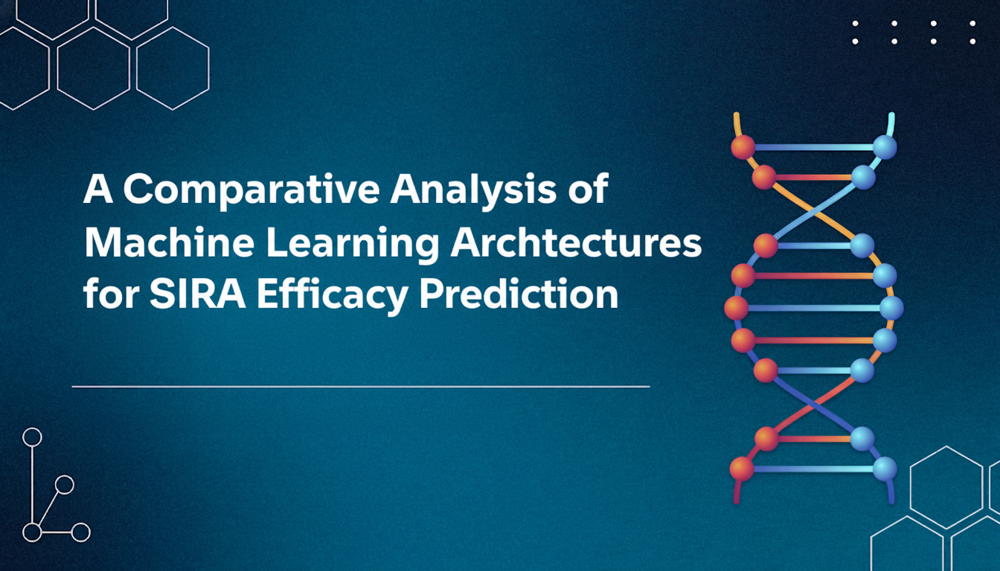 A Comparative Analysis of
Machine Learning Archtectures
for SIRA Efficacy Prediction